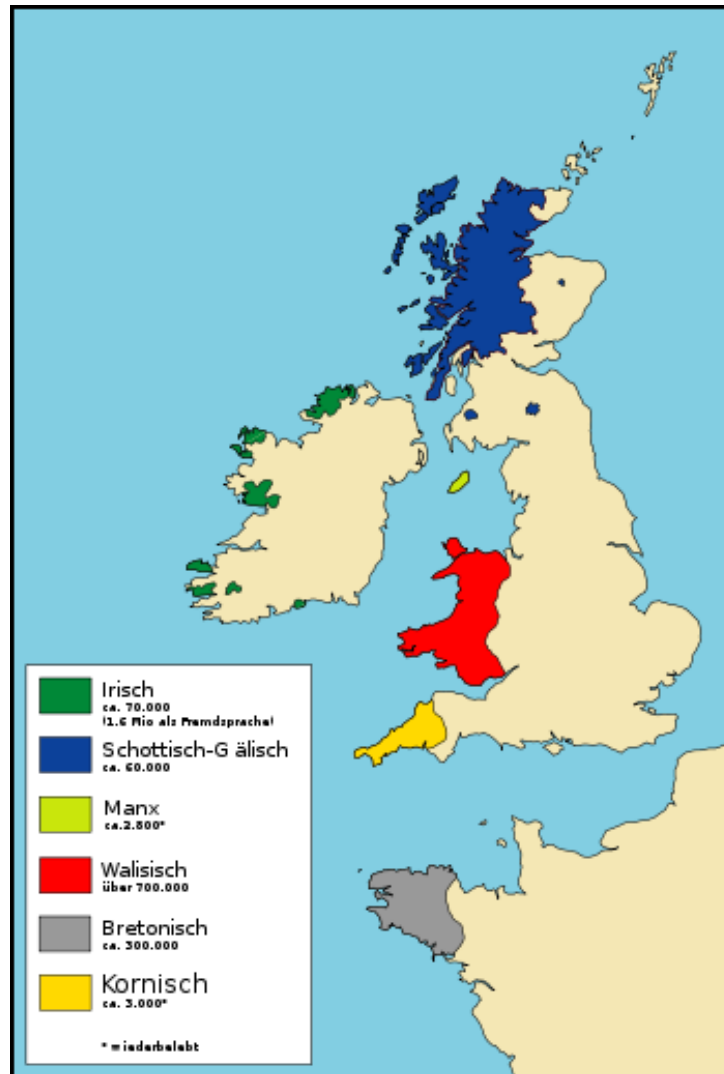 Irisch
ca. 70.000
(1.6 Mio als Fremdsprache)
Schottisch-G älisch
ca. 60.000
Manx
ca.2.800*
Walisisch
über 700.000
Bretonisch
ca. 300.000
Kornisch
ca. 3.000*
* wiederbelebt